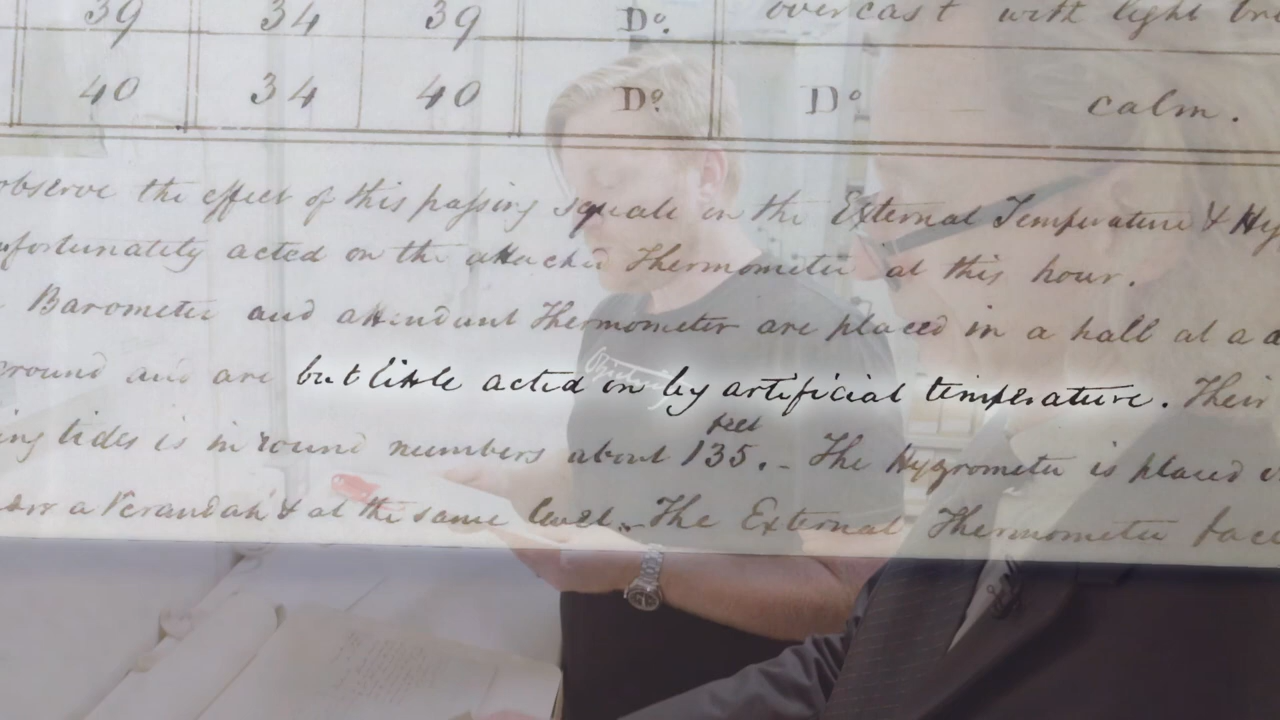 39 34 39 Dº. overcast with light bre
40 34 40 Dº Dº calm.
observe the effect of this passing squale on the External Temperature & Hy
nfortunately acted on the attached Thermometer at this hour.
Barometer and attendant Thermometer are placed in a hall at a d
round and are but little acted on by artificial temperature. Their
ing tides is in round numbers about 135 feet. - The Hygrometer is placed
a Verandah & at the same level. - The External Thermometer face